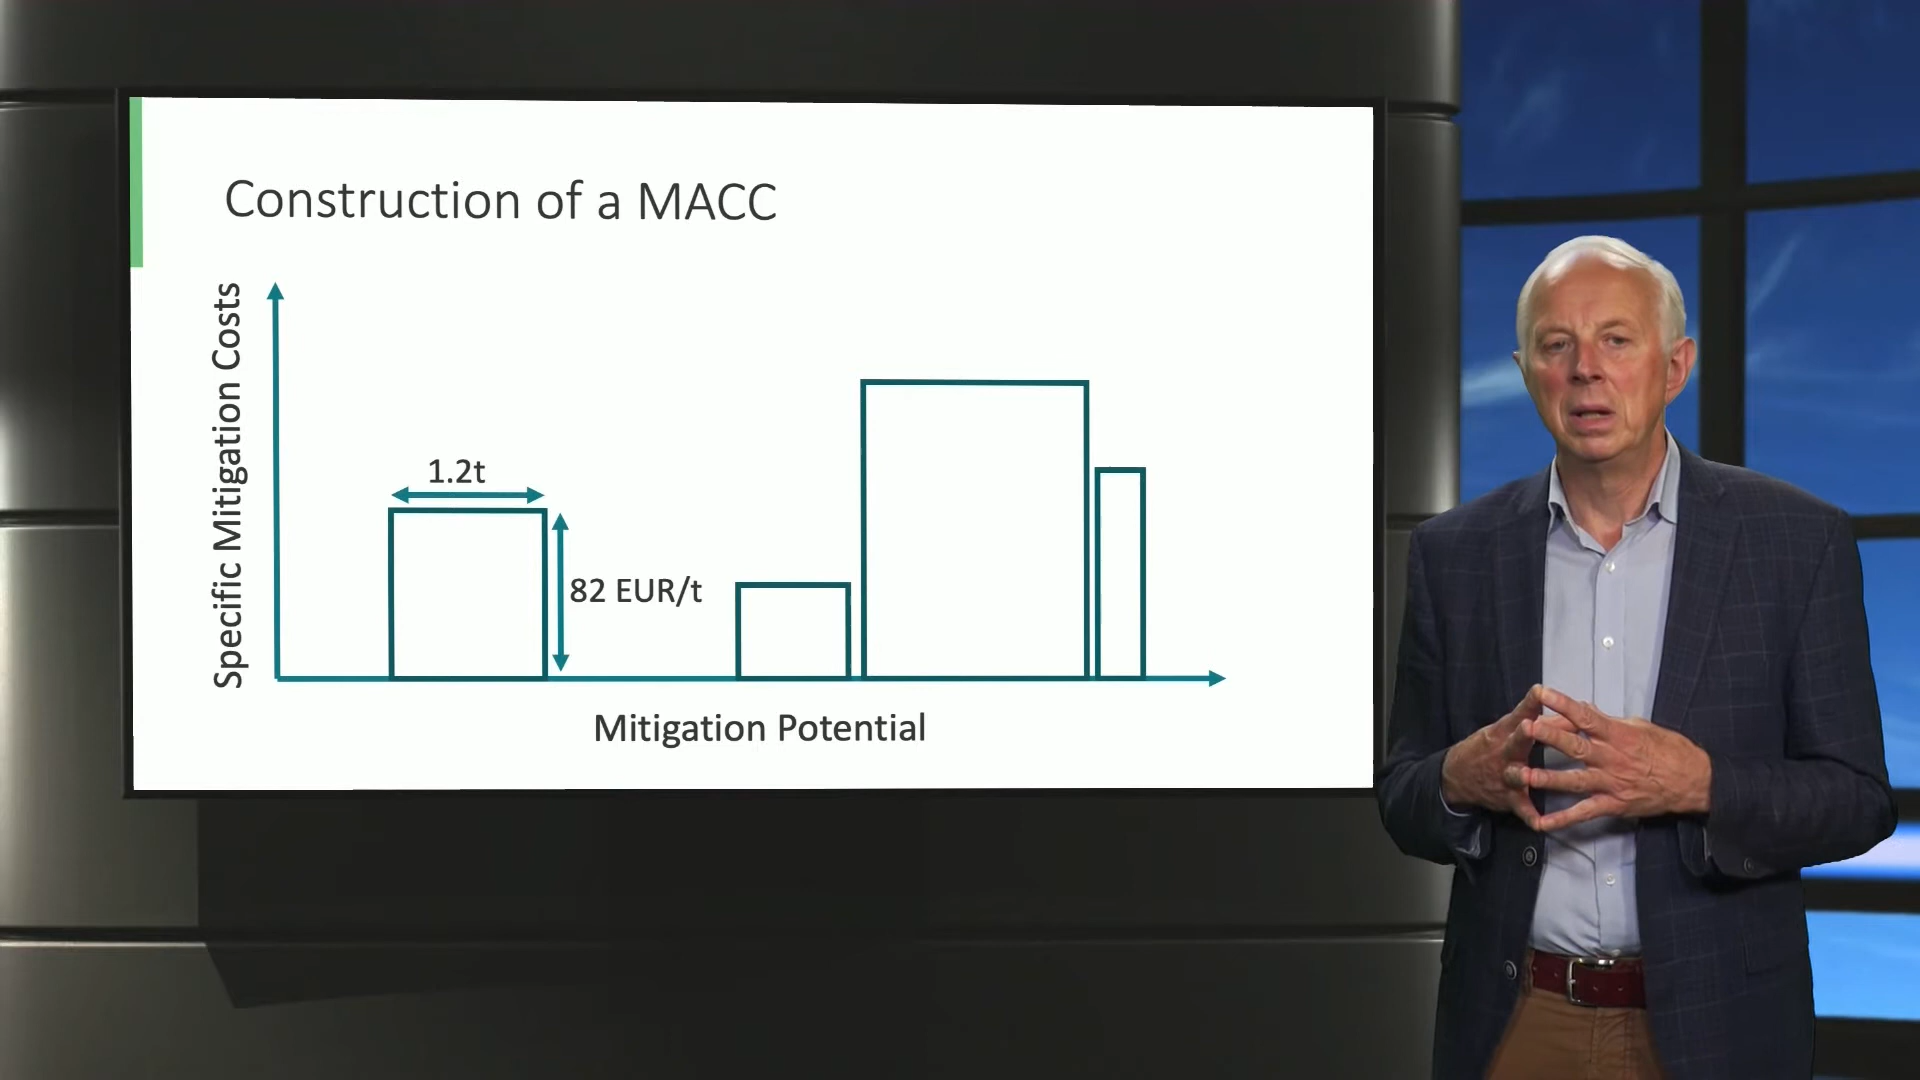 Construction of a MACC
Specific Mitigation Costs
1.2t
82 EUR/t
Mitigation Potential